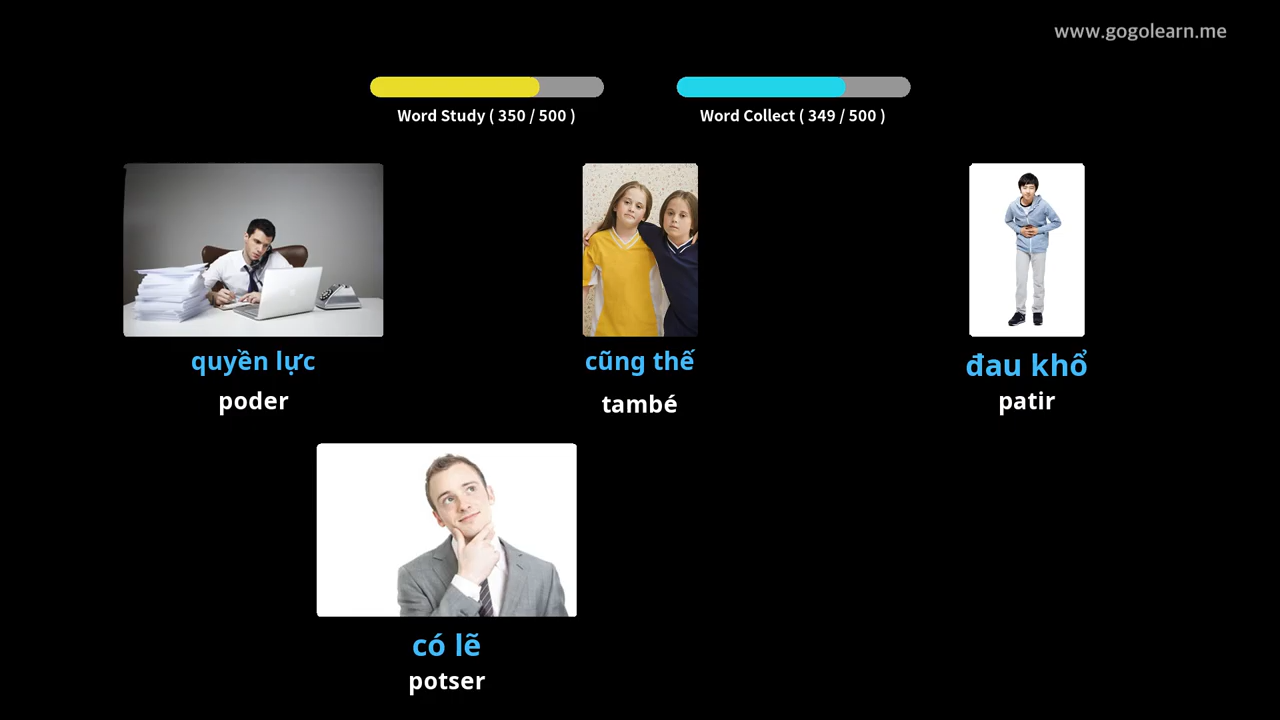 www.gogolearn.me
Word Study ( 350 / 500 )
Word Collect ( 349 / 500 )
quyền lực
poder
cũng thế
també
đau khổ
patir
có lẽ
potser